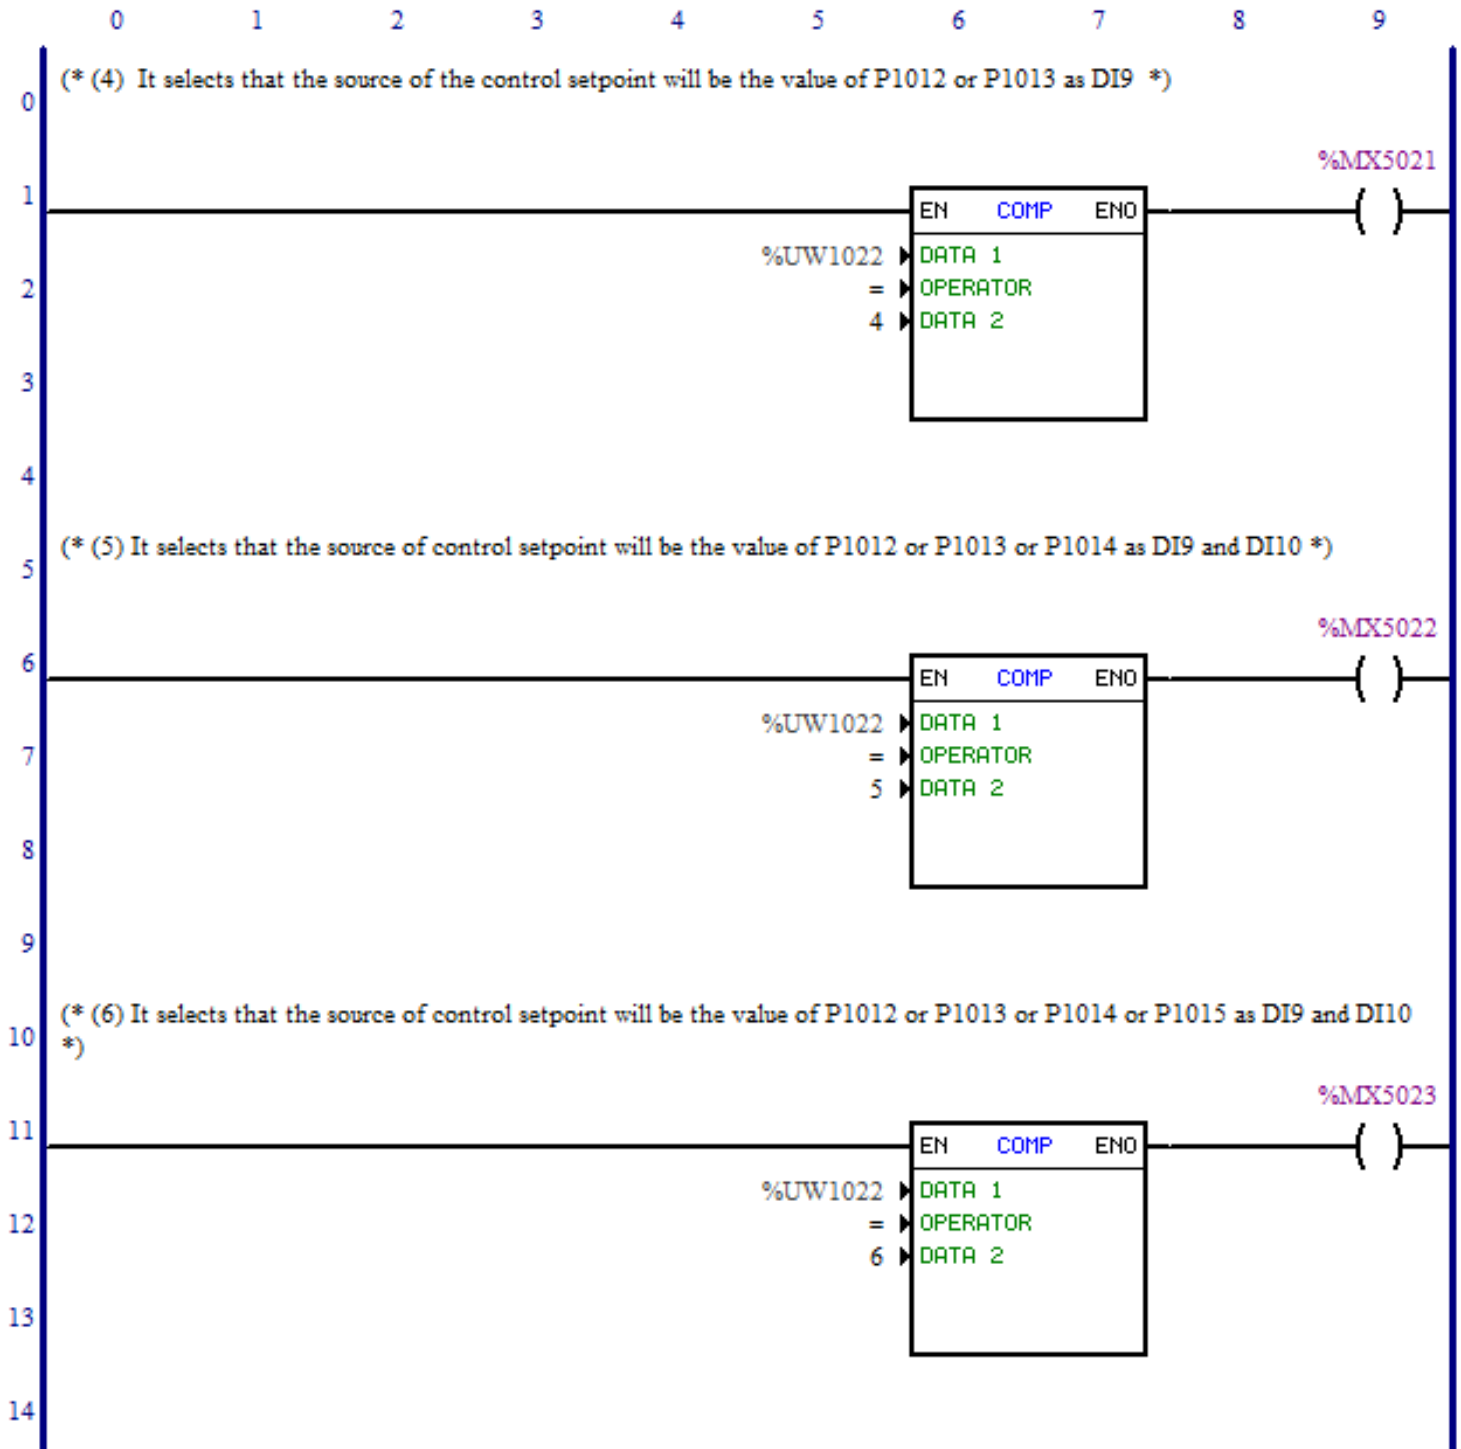 0 1 2 3 4 5 6 7 8 9
(* (4)  It selects that the source of the control setpoint will be the value of P1012 or P1013 as DI9  *)
0
%MX5021
1
EN COMP ENO
%UW1022 DATA 1
2
= OPERATOR
4 DATA 2
3
4
(* (5) It selects that the source of control setpoint will be the value of P1012 or P1013 or P1014 as DI9 and DI10 *)
5
%MX5022
6
EN COMP ENO
%UW1022 DATA 1
7
= OPERATOR
5 DATA 2
8
9
(* (6) It selects that the source of control setpoint will be the value of P1012 or P1013 or P1014 or P1015 as DI9 and DI10
10
*)
%MX5023
11
EN COMP ENO
%UW1022 DATA 1
12
= OPERATOR
6 DATA 2
13
14